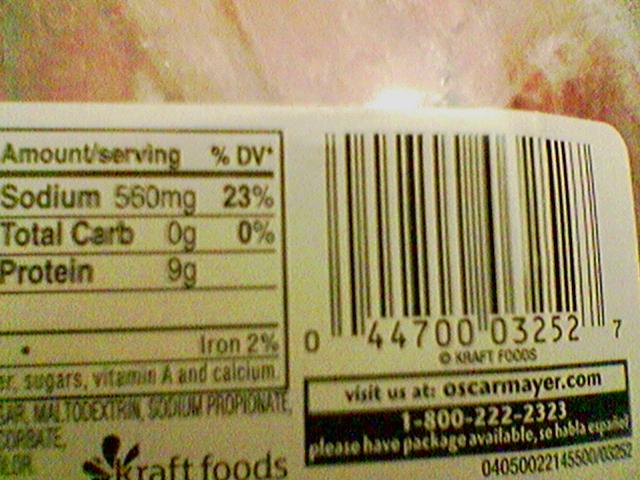 Amount/serving % DV*
Sodium 560mg 23%
Total Carb 0g 0%
Protein 9g
Iron 2%
er, sugars, vitamin A and calcium.
MALTODEXTRIN, SODIUM PROPIONATE,
kraft foods
0 44700 03252 7
© KRAFT FOODS
visit us at: oscarmayer.com
1-800-222-2323
please have package available, se habla español
04050022145500/03252